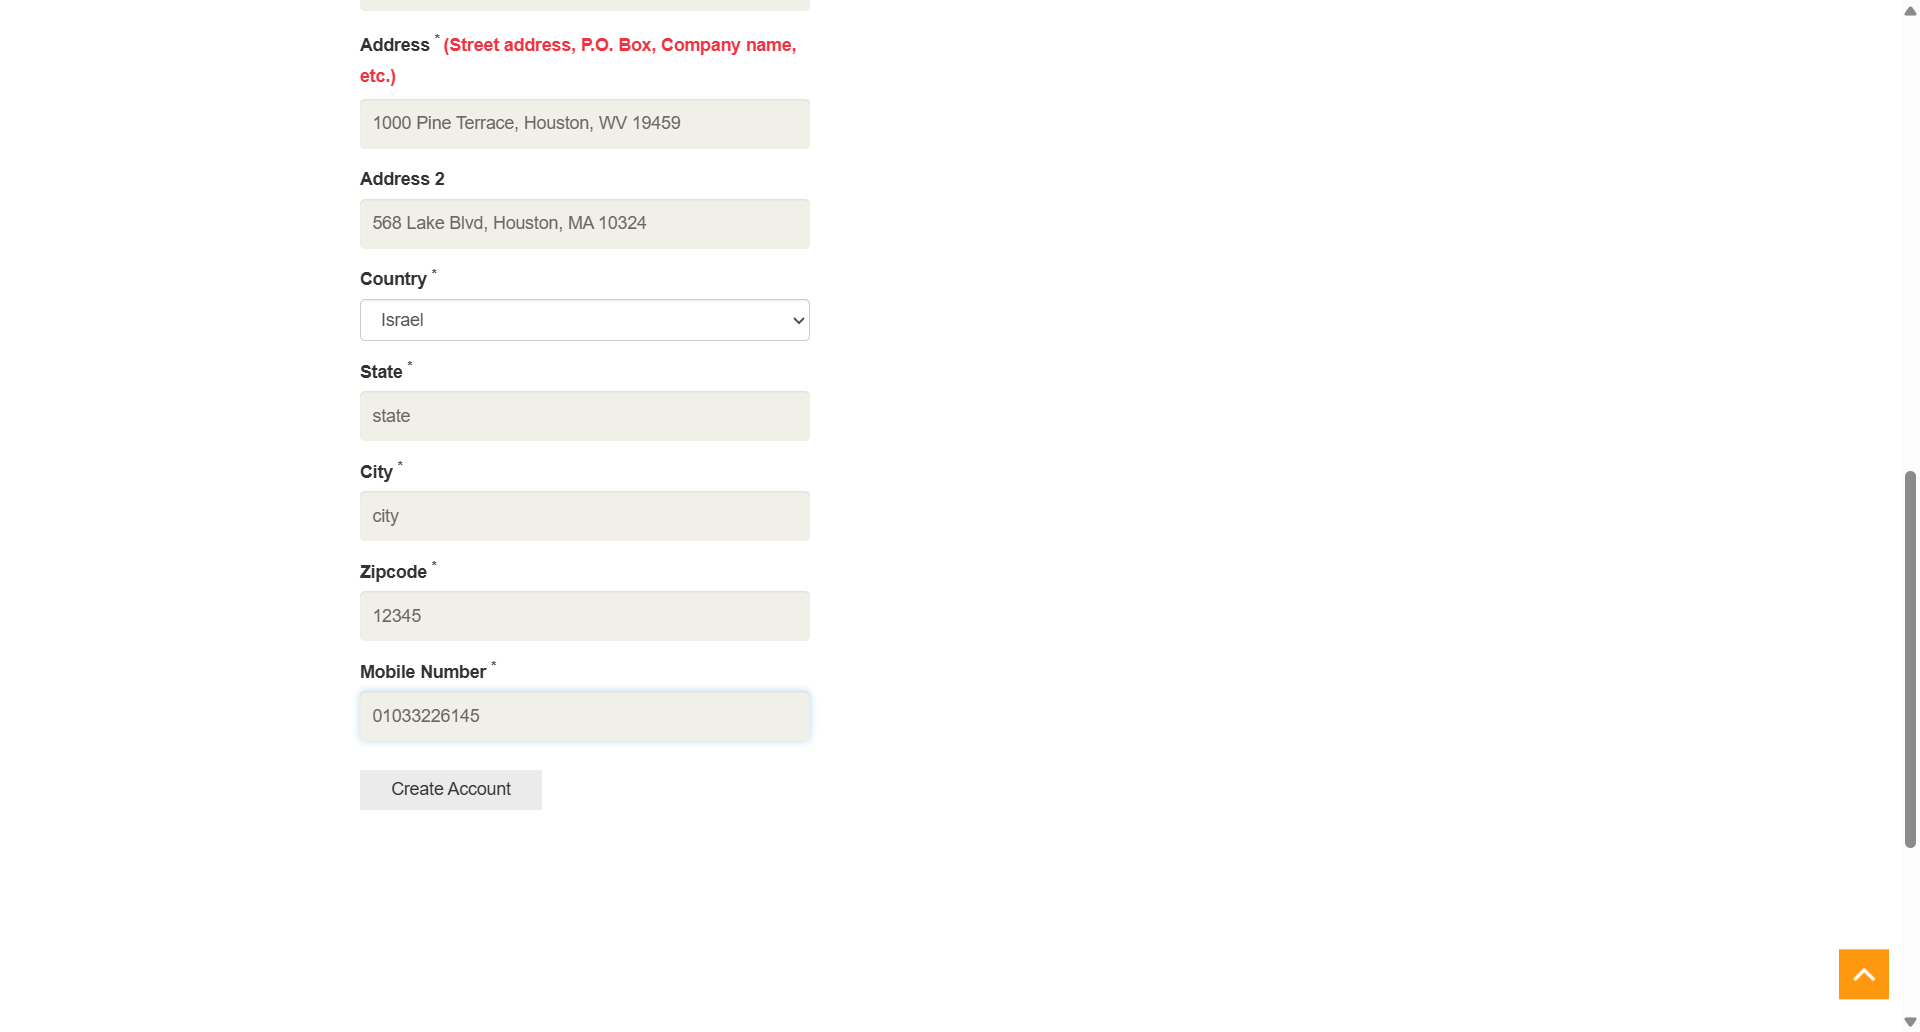 Address * (Street address, P.O. Box, Company name,
etc.)
1000 Pine Terrace, Houston, WV 19459
Address 2
568 Lake Blvd, Houston, MA 10324
Country *
Israel
State *
state
City *
city
Zipcode *
12345
Mobile Number *
01033226145
Create Account